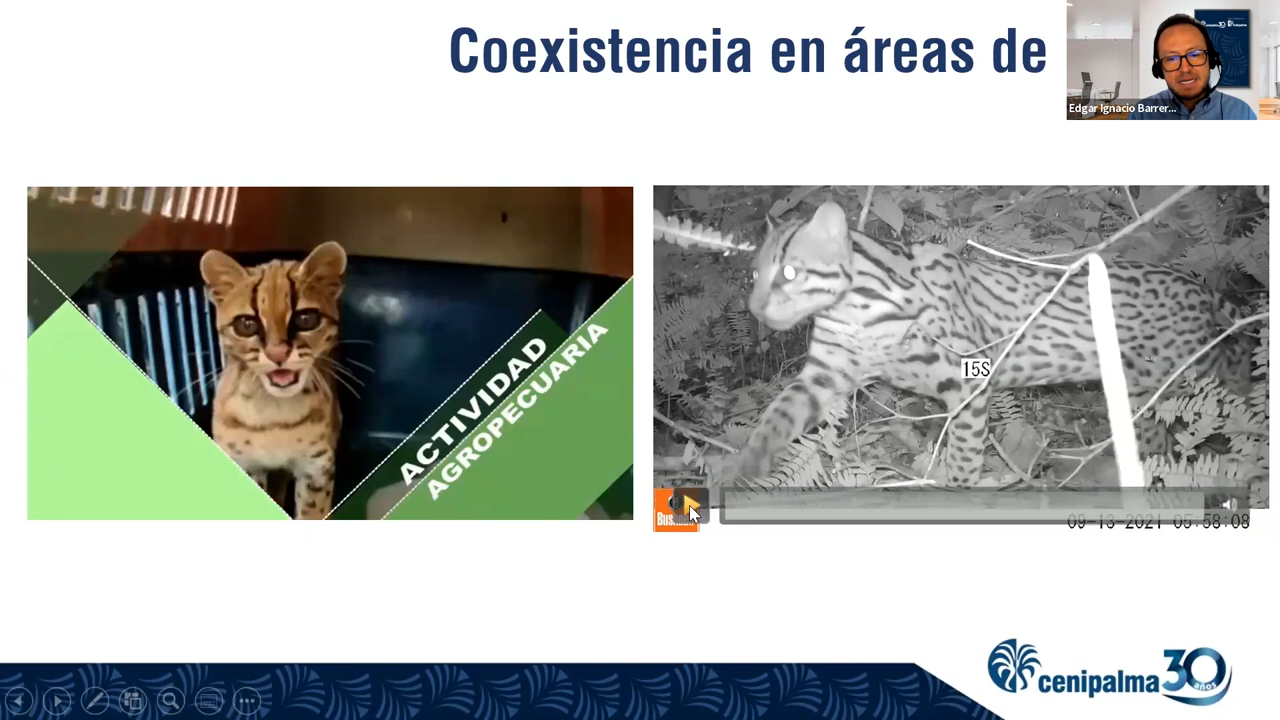 Coexistencia en áreas de
Edgar Ignacio Barrer...
ACTIVIDAD
AGROPECUARIA
15S
09-13-2021 05:58:08
cenipalma 30
años